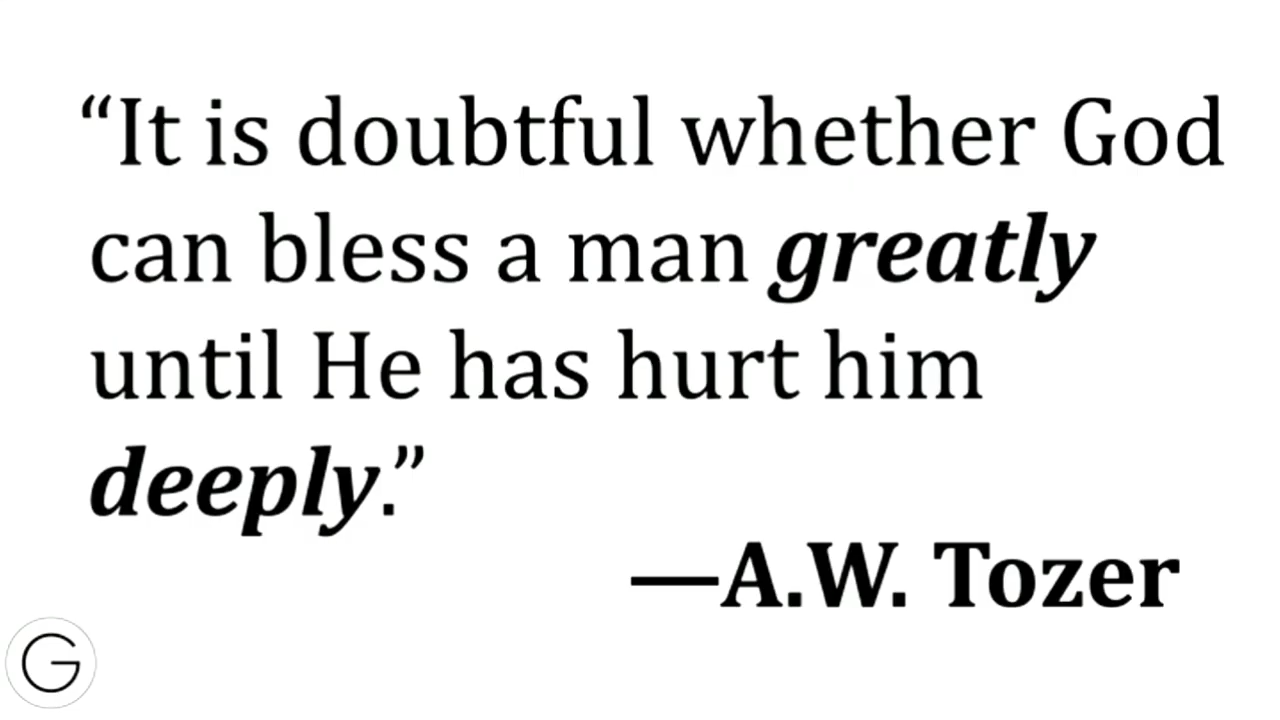 “It is doubtful whether God
can bless a man greatly
until He has hurt him
deeply.”
—A.W. Tozer
G